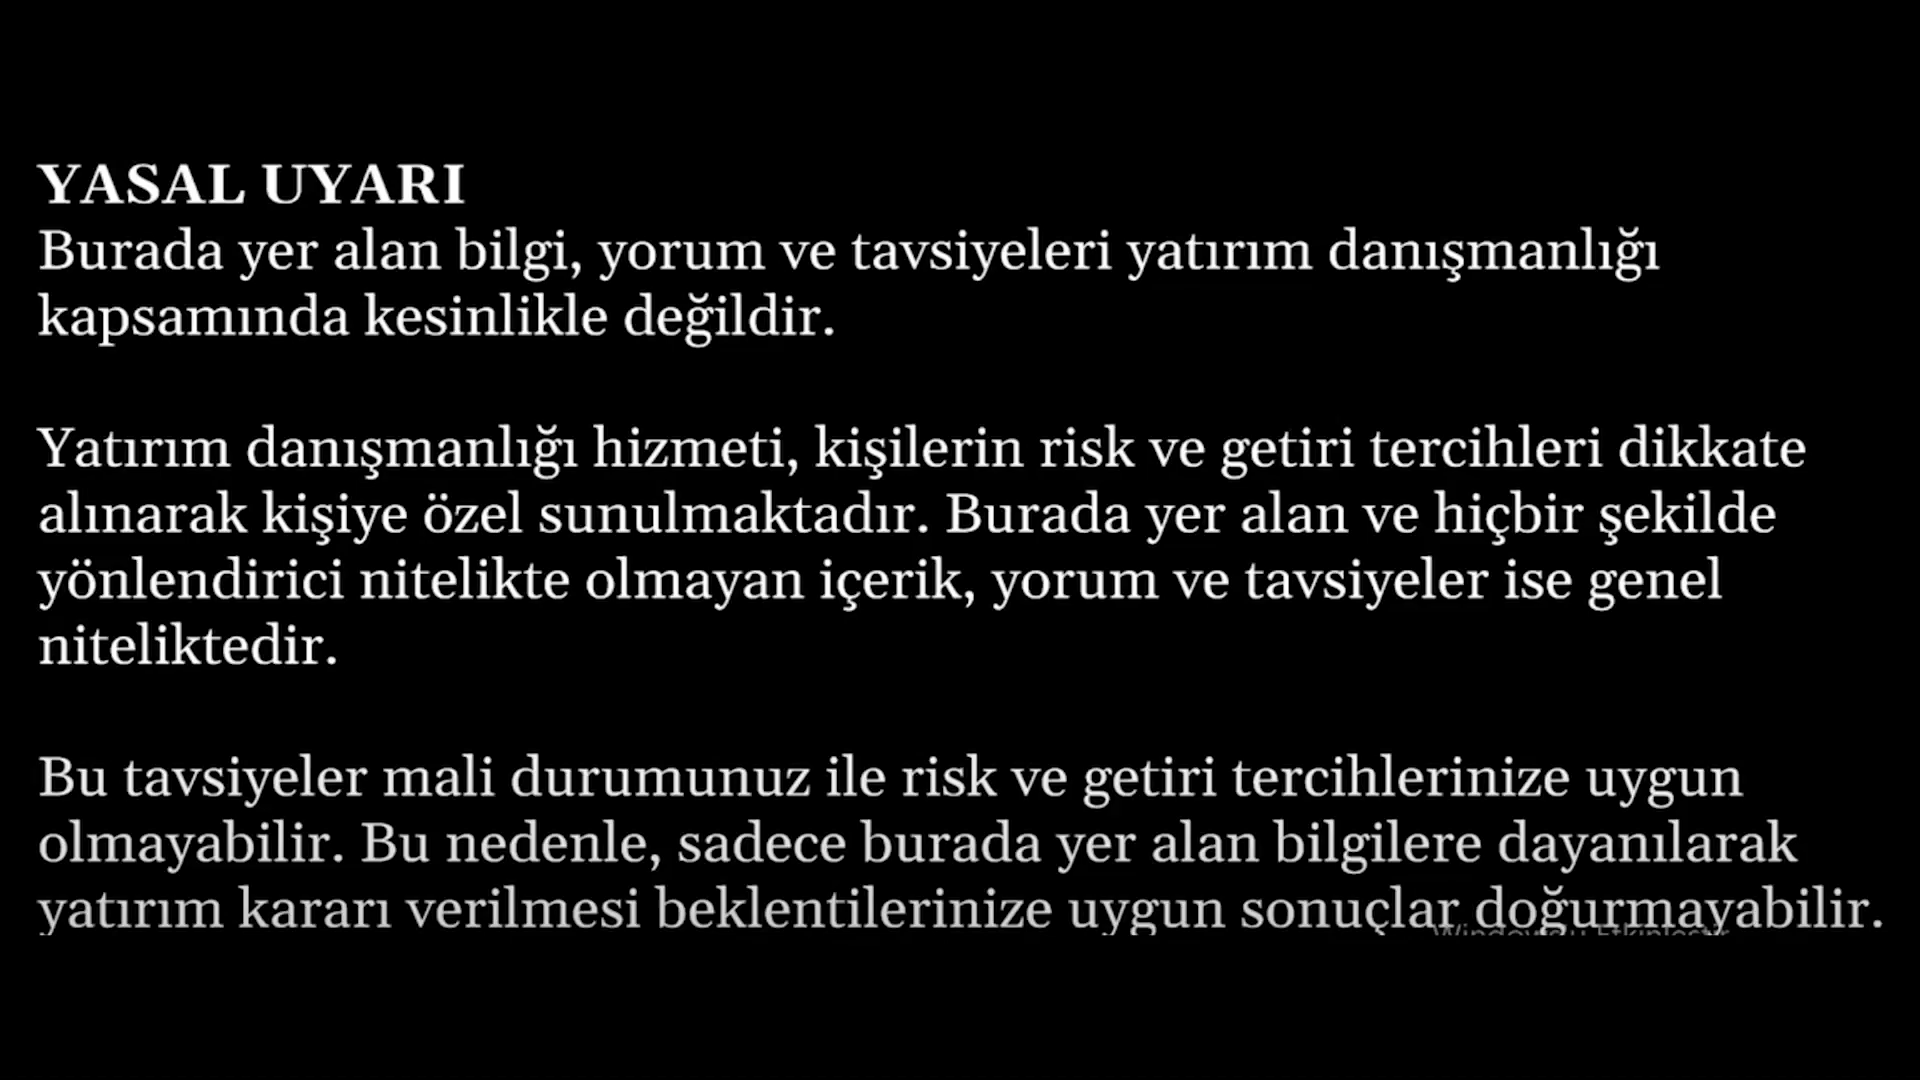 YASAL UYARI
Burada yer alan bilgi, yorum ve tavsiyeleri yatırım danışmanlığı
kapsamında kesinlikle değildir.
Yatırım danışmanlığı hizmeti, kişilerin risk ve getiri tercihleri dikkate
alınarak kişiye özel sunulmaktadır. Burada yer alan ve hiçbir şekilde
yönlendirici nitelikte olmayan içerik, yorum ve tavsiyeler ise genel
niteliktedir.
Bu tavsiyeler mali durumunuz ile risk ve getiri tercihlerinize uygun
olmayabilir. Bu nedenle, sadece burada yer alan bilgilere dayanılarak
yatırım kararı verilmesi beklentilerinize uygun sonuçlar doğurmayabilir.